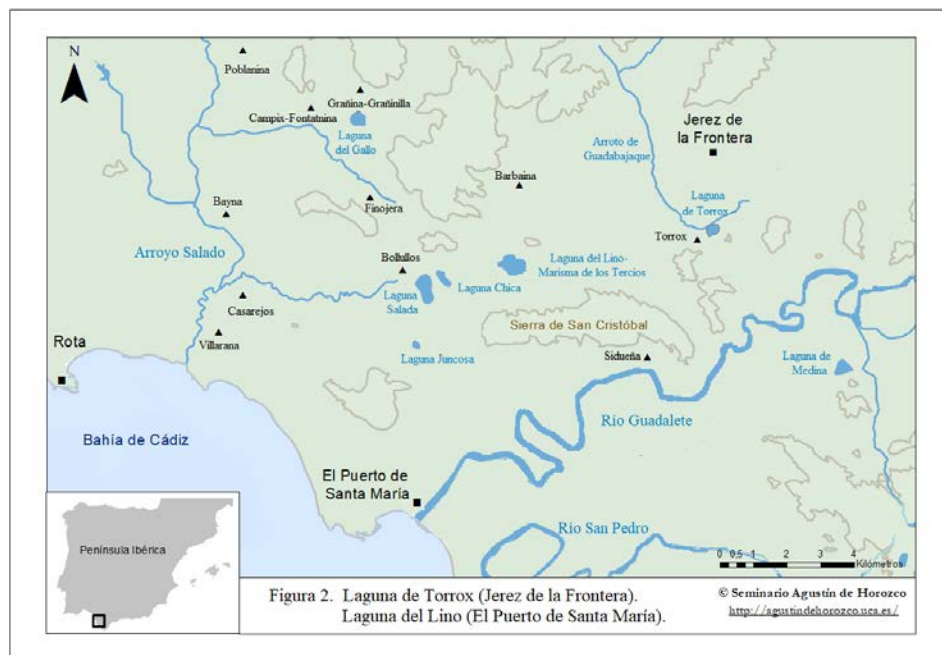 N
Poblanina
Grañina-Grañinilla
Campix-Fontatnina
Laguna
del Gallo
Jerez de
la Frontera
Arroto de
Guadabajaque
Barbaina
Laguna
de Torrox
Finojera
Bayna
Torrox
Arroyo Salado
Bollullos
Laguna del Lino-
Marisma de los Tercios
Laguna Chica
Laguna
Salada
Casarejos
Sierra de San Cristóbal
Villarana
Rota
Laguna Juncosa
Sidueña
Laguna de
Medina
Río Guadalete
Bahía de Cádiz
El Puerto de
Santa María
Río San Pedro
Península Ibérica
0 0,5 1 2 3 4
Kilómetros
Figura 2. Laguna de Torrox (Jerez de la Frontera).
Laguna del Lino (El Puerto de Santa María).
© Seminario Agustín de Horozco
http://agustindehorozco.uca.es/